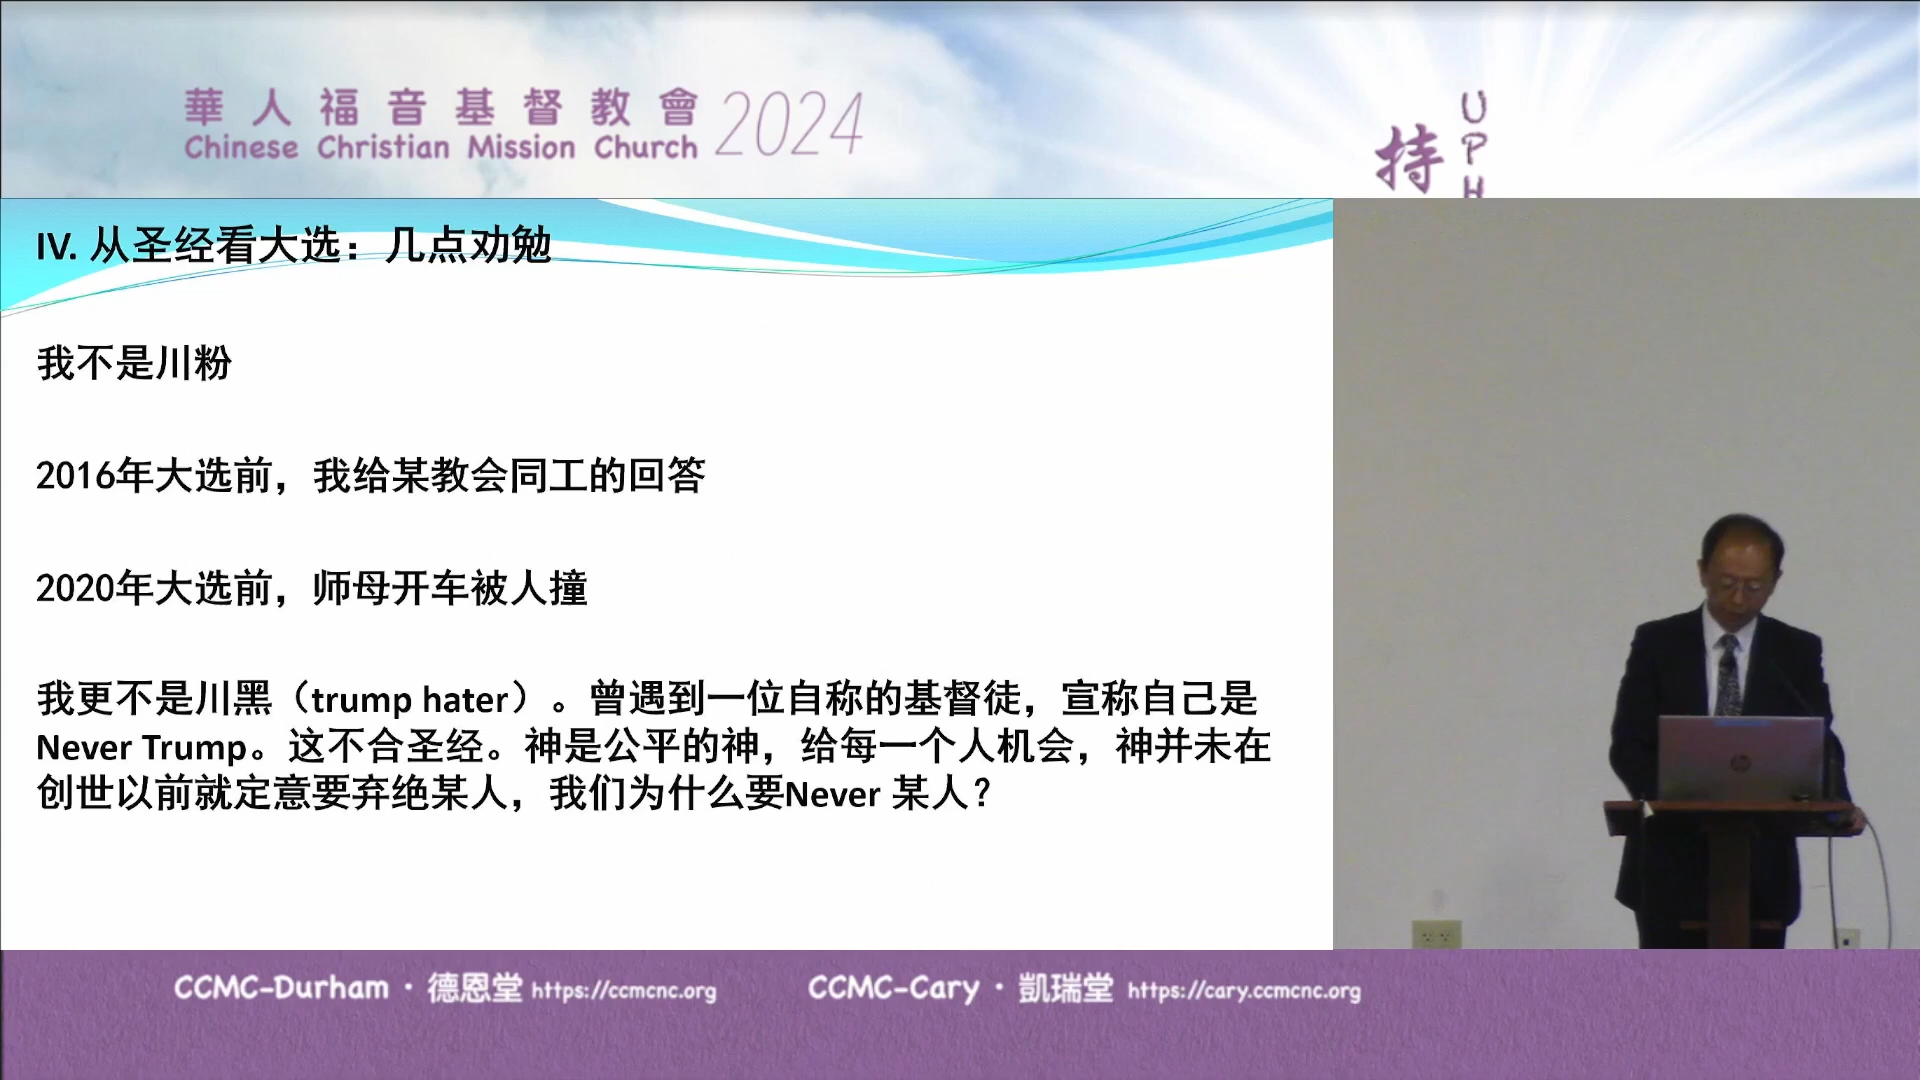 華人福音基督教會 2024
Chinese Christian Mission Church
持
UPH
IV. 从圣经看大选：几点劝勉
我不是川粉
2016年大选前，我给某教会同工的回答
2020年大选前，师母开车被人撞
我更不是川黑（trump hater）。曾遇到一位自称的基督徒，宣称自己是
Never Trump。这不合圣经。神是公平的神，给每一个人机会，神并未在
创世以前就定意要弃绝某人，我们为什么要Never 某人？
CCMC-Durham · 德恩堂 https://ccmcnc.org
CCMC-Cary · 凱瑞堂 https://cary.ccmcnc.org